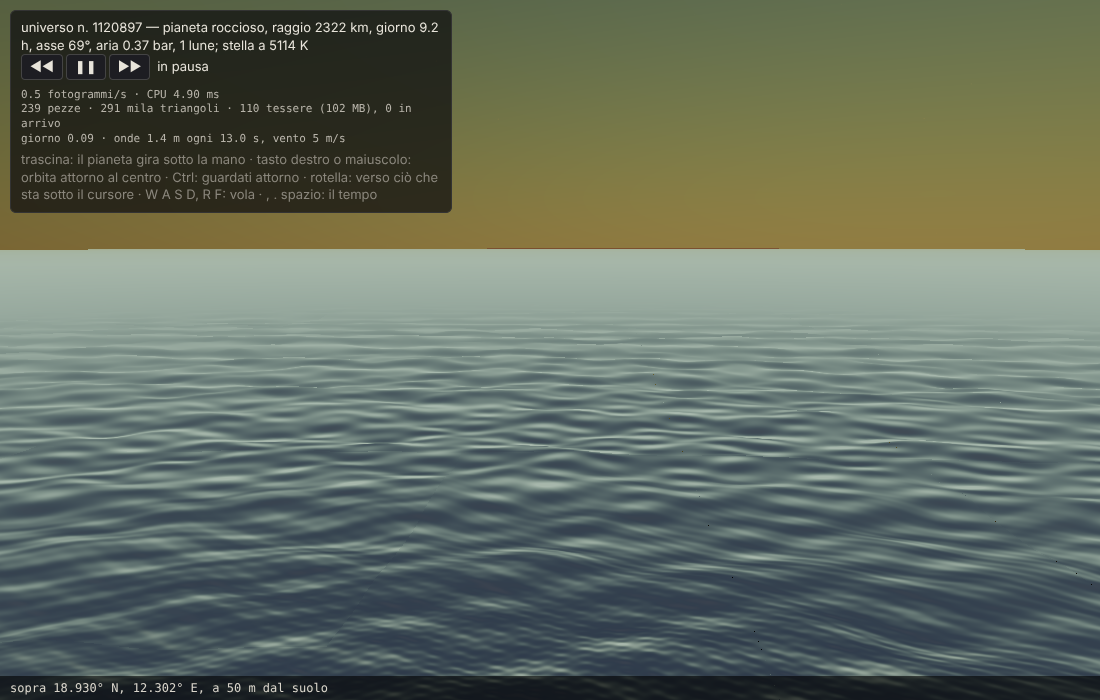 universo n. 1120897 — pianeta roccioso, raggio 2322 km, giorno 9.2
h, asse 69°, aria 0.37 bar, 1 lune; stella a 5114 K
in pausa
0.5 fotogrammi/s · CPU 4.90 ms
239 pezze · 291 mila triangoli · 110 tessere (102 MB), 0 in
arrivo
giorno 0.09 · onde 1.4 m ogni 13.0 s, vento 5 m/s
trascina: il pianeta gira sotto la mano · tasto destro o maiuscolo:
orbita attorno al centro · Ctrl: guardati attorno · rotella: verso ciò che
sta sotto il cursore · W A S D, R F: vola · , . spazio: il tempo
sopra 18.930° N, 12.302° E, a 50 m dal suolo